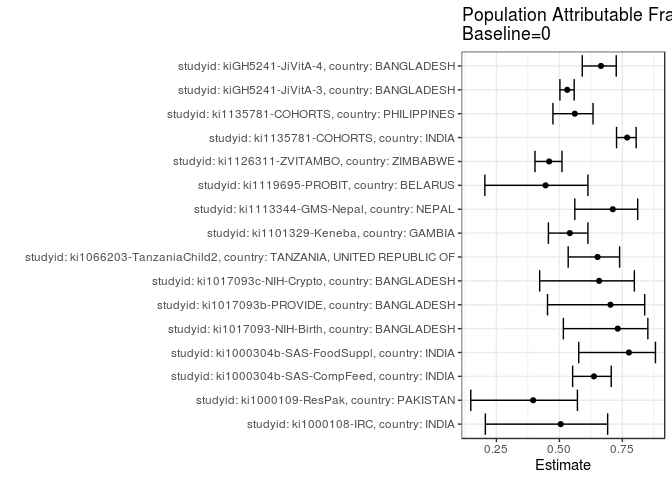 Population Attributable Fra
Baseline=0
studyid: kiGH5241-JiVitA-4, country: BANGLADESH
studyid: kiGH5241-JiVitA-3, country: BANGLADESH
studyid: ki1135781-COHORTS, country: PHILIPPINES
studyid: ki1135781-COHORTS, country: INDIA
studyid: ki1126311-ZVITAMBO, country: ZIMBABWE
studyid: ki1119695-PROBIT, country: BELARUS
studyid: ki1113344-GMS-Nepal, country: NEPAL
studyid: ki1101329-Keneba, country: GAMBIA
studyid: ki1066203-TanzaniaChild2, country: TANZANIA, UNITED REPUBLIC OF
studyid: ki1017093c-NIH-Crypto, country: BANGLADESH
studyid: ki1017093b-PROVIDE, country: BANGLADESH
studyid: ki1017093-NIH-Birth, country: BANGLADESH
studyid: ki1000304b-SAS-FoodSuppl, country: INDIA
studyid: ki1000304b-SAS-CompFeed, country: INDIA
studyid: ki1000109-ResPak, country: PAKISTAN
studyid: ki1000108-IRC, country: INDIA
0.25 0.50 0.75
Estimate